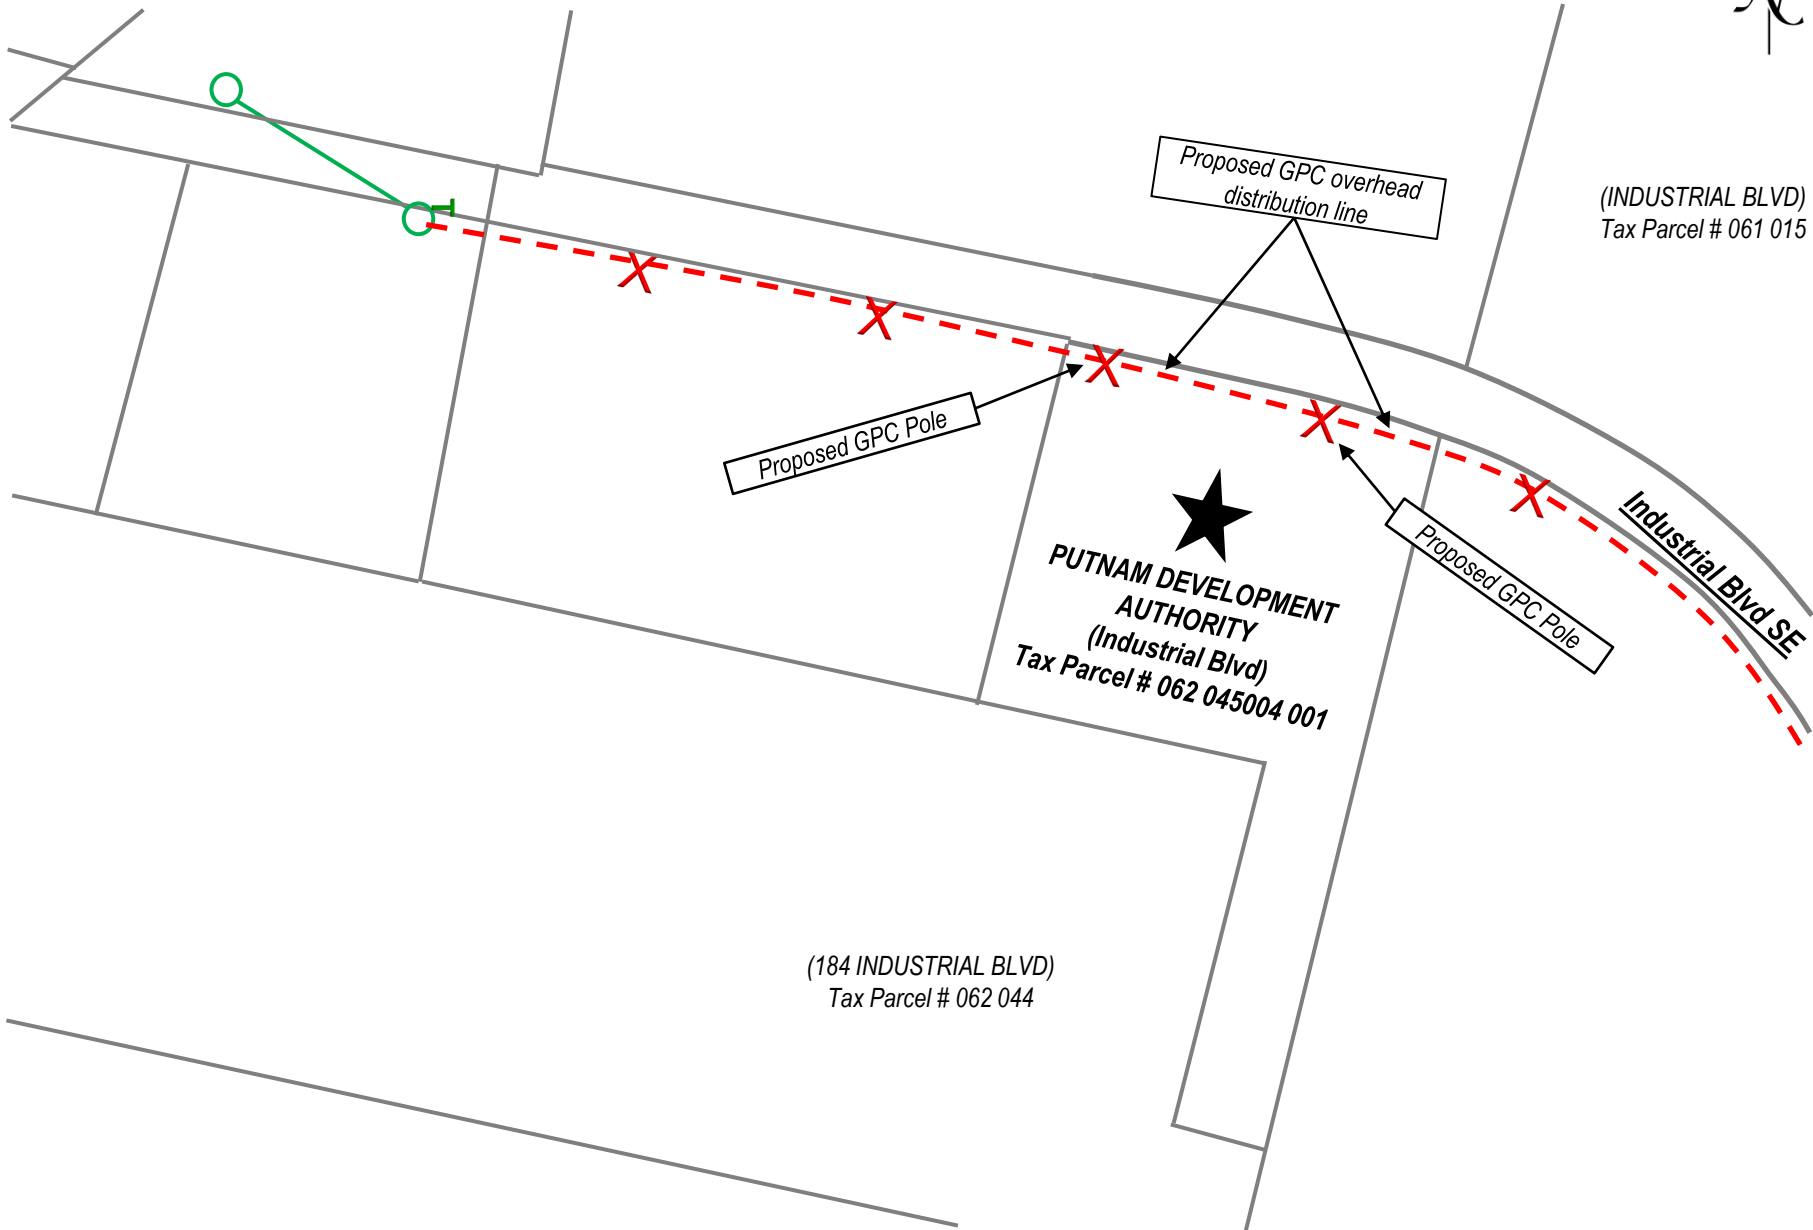 Proposed GPC overhead
distribution line
(INDUSTRIAL BLVD)
Tax Parcel # 061 015
Proposed GPC Pole
Industrial Blvd SE
Proposed GPC Pole
PUTNAM DEVELOPMENT
AUTHORITY
(Industrial Blvd)
Tax Parcel # 062 045004 001
(184 INDUSTRIAL BLVD)
Tax Parcel # 062 044